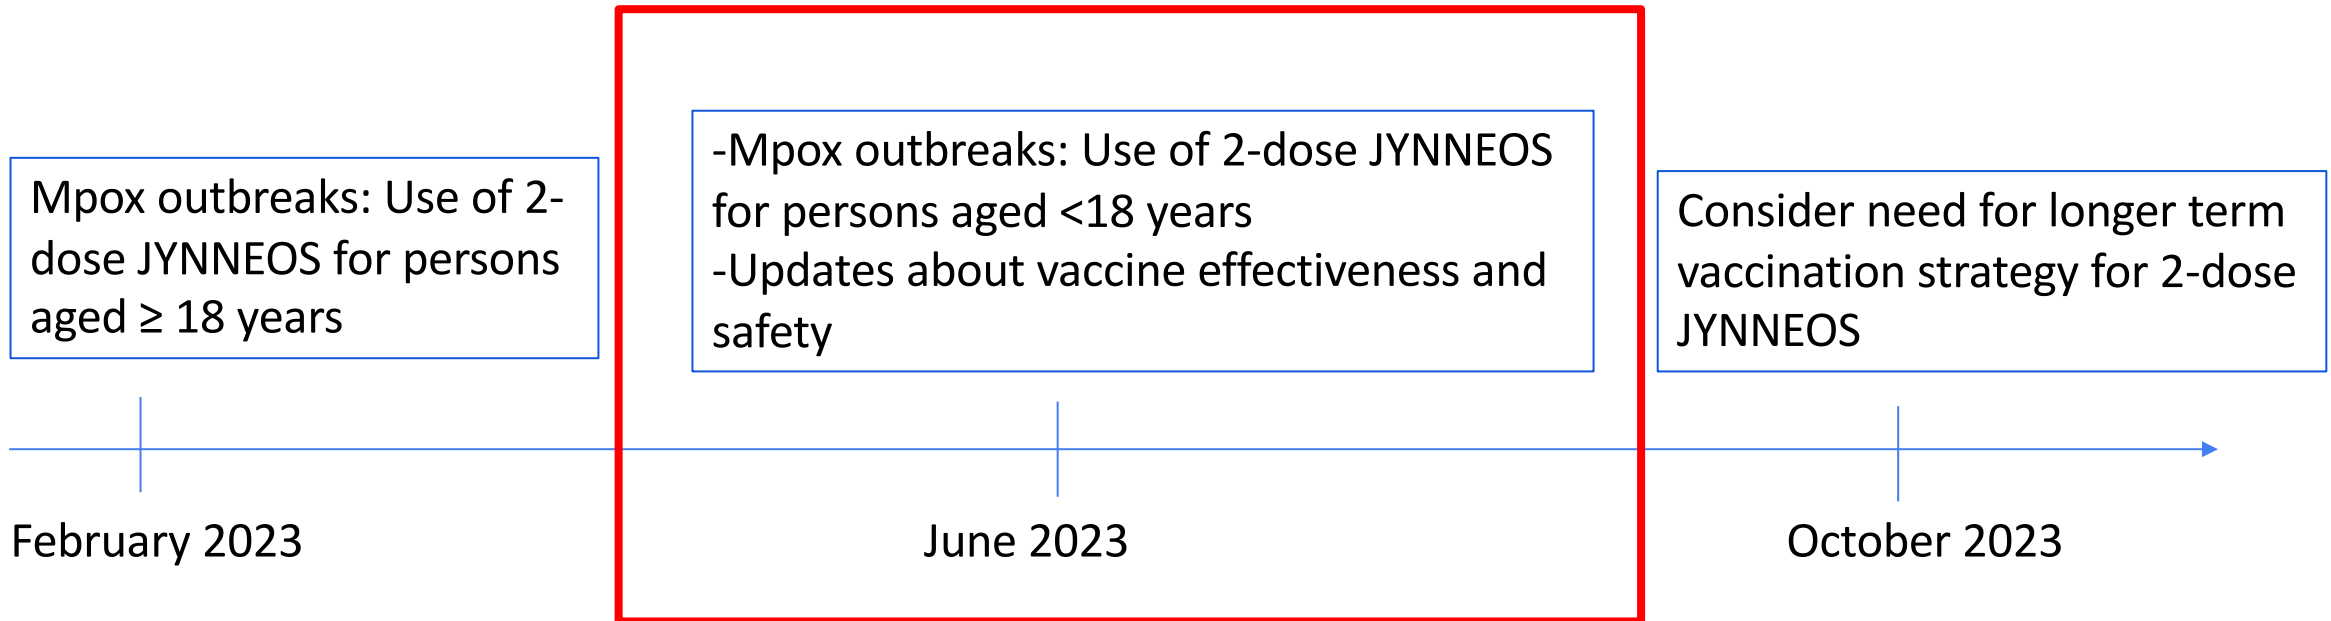 Mpox outbreaks: Use of 2-
dose JYNNEOS for persons
aged ≥ 18 years
-Mpox outbreaks: Use of 2-dose JYNNEOS
for persons aged <18 years
-Updates about vaccine effectiveness and
safety
Consider need for longer term
vaccination strategy for 2-dose
JYNNEOS
February 2023
June 2023
October 2023